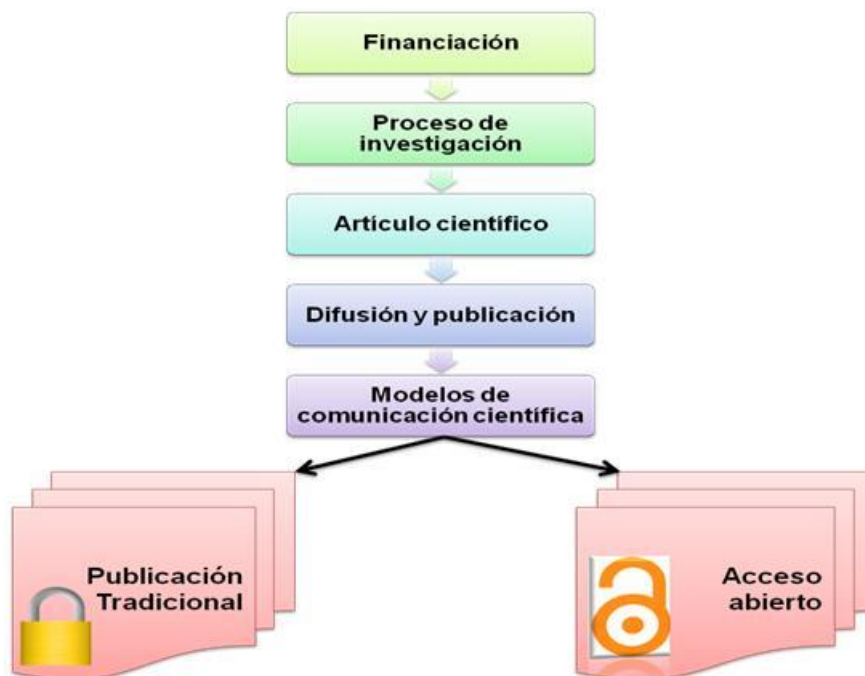 Financiación
Proceso de
investigación
Artículo científico
Difusión y publicación
Modelos de
comunicación científica
Publicación
Tradicional
Acceso
abierto